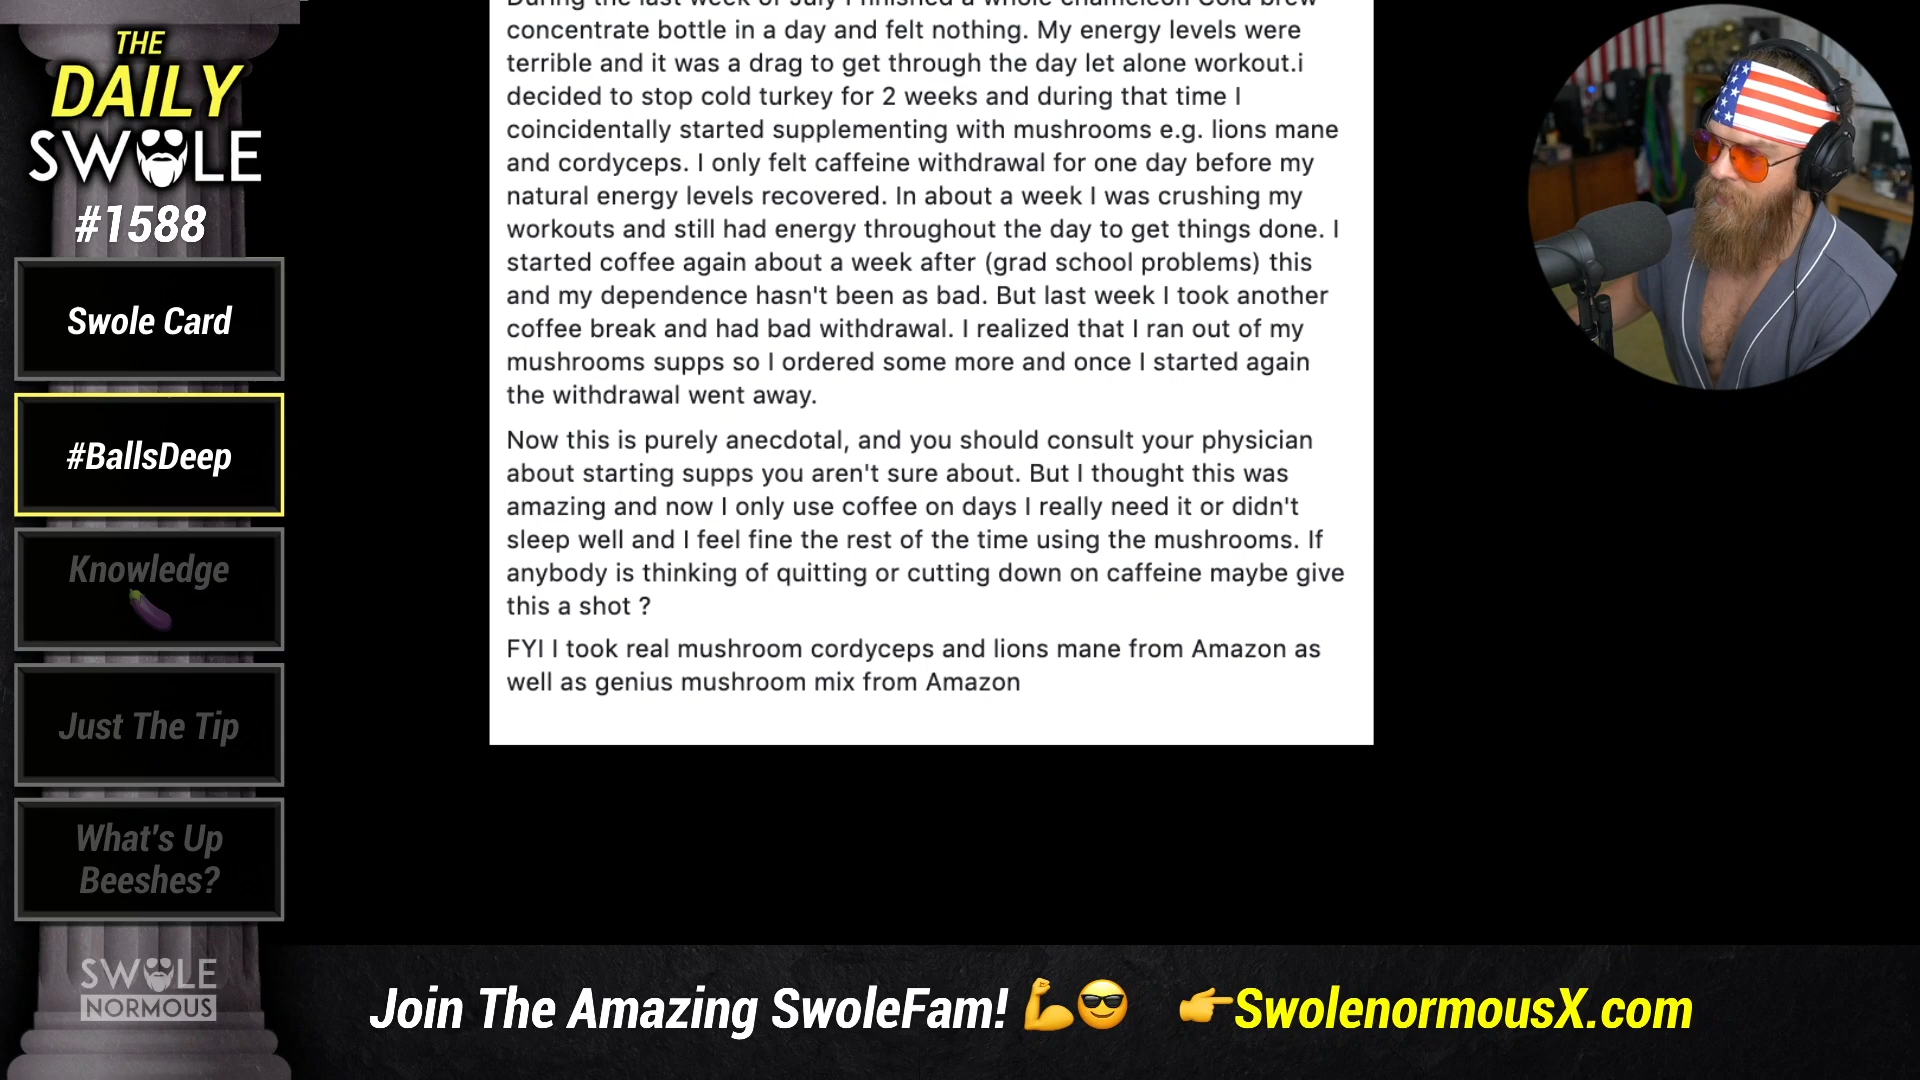 THE
DAILY
SWOLE
#1588
Swole Card
#BallsDeep
Knowledge
Just The Tip
What's Up
Beeshes?
SWOLE
NORMOUS
During the last week of July I finished a whole chameleon Cold brew
concentrate bottle in a day and felt nothing. My energy levels were
terrible and it was a drag to get through the day let alone workout.i
decided to stop cold turkey for 2 weeks and during that time I
coincidentally started supplementing with mushrooms e.g. lions mane
and cordyceps. I only felt caffeine withdrawal for one day before my
natural energy levels recovered. In about a week I was crushing my
workouts and still had energy throughout the day to get things done. I
started coffee again about a week after (grad school problems) this
and my dependence hasn't been as bad. But last week I took another
coffee break and had bad withdrawal. I realized that I ran out of my
mushrooms supps so I ordered some more and once I started again
the withdrawal went away.
Now this is purely anecdotal, and you should consult your physician
about starting supps you aren't sure about. But I thought this was
amazing and now I only use coffee on days I really need it or didn't
sleep well and I feel fine the rest of the time using the mushrooms. If
anybody is thinking of quitting or cutting down on caffeine maybe give
this a shot ?
FYI I took real mushroom cordyceps and lions mane from Amazon as
well as genius mushroom mix from Amazon
Join The Amazing SwoleFam! 💪😎 👉SwolenormousX.com